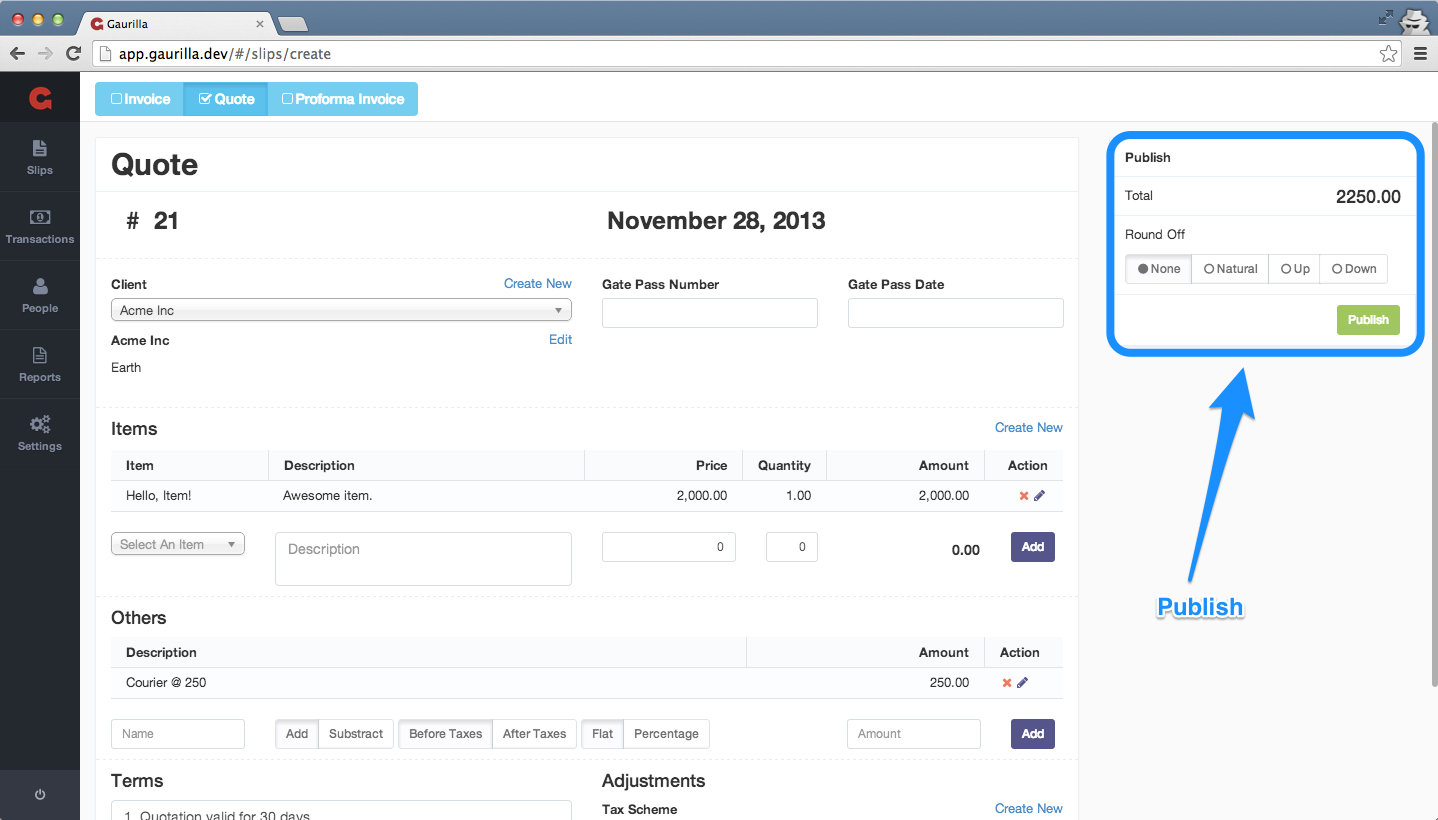 Gaurilla
app.gaurilla.dev/#/slips/create
Invoice Quote Proforma Invoice
Slips
Transactions
People
Reports
Settings
Quote
# 21 November 28, 2013
Client Create New Gate Pass Number Gate Pass Date
Acme Inc
Acme Inc Edit
Earth
Items Create New
Item Description Price Quantity Amount Action
Hello, Item! Awesome item. 2,000.00 1.00 2,000.00
Select An Item Description 0 0 0.00 Add
Others
Description Amount Action
Courier @ 250 250.00
Name Add Substract Before Taxes After Taxes Flat Percentage Amount Add
Terms Adjustments
1. Quotation valid for 30 days
Tax Scheme Create New
Publish
Total 2250.00
Round Off
None Natural Up Down
Publish
Publish